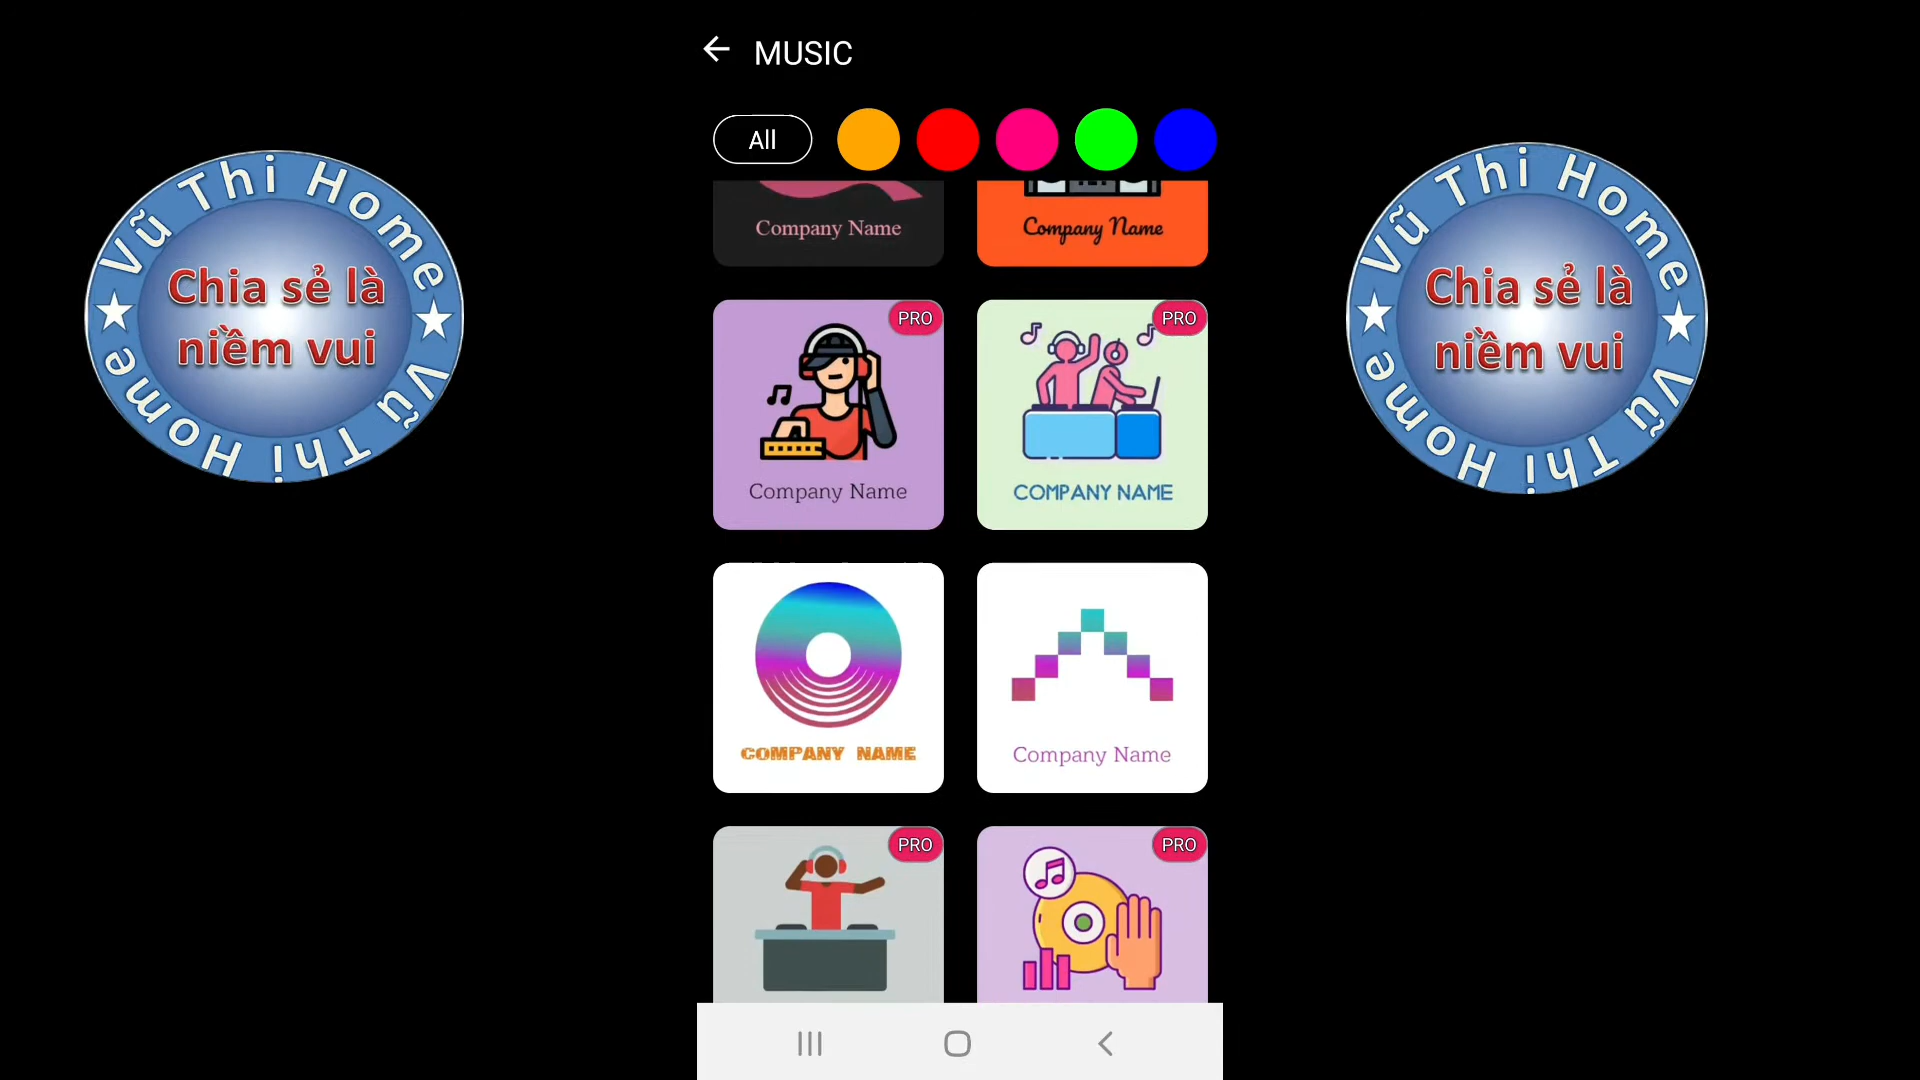 MUSIC
All
Company Name
Company Name
PRO
Company Name
PRO
COMPANY NAME
COMPANY NAME
Company Name
PRO
PRO
Vũ Thi Home
Chia sẻ là
niềm vui
Vũ Thi Home
Vũ Thi Home
Chia sẻ là
niềm vui
Vũ Thi Home